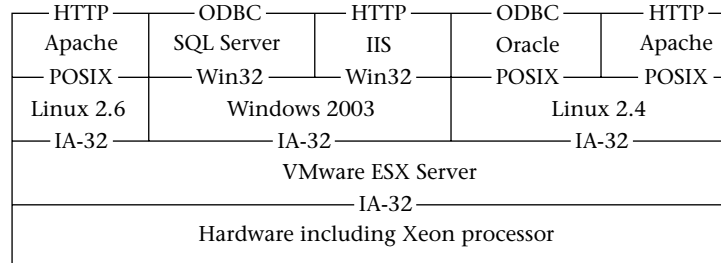 HTTP ODBC HTTP ODBC HTTP
Apache SQL Server IIS Oracle Apache
POSIX Win32 Win32 POSIX POSIX
Linux 2.6 Windows 2003 Linux 2.4
IA-32 IA-32 IA-32
VMware ESX Server
IA-32
Hardware including Xeon processor